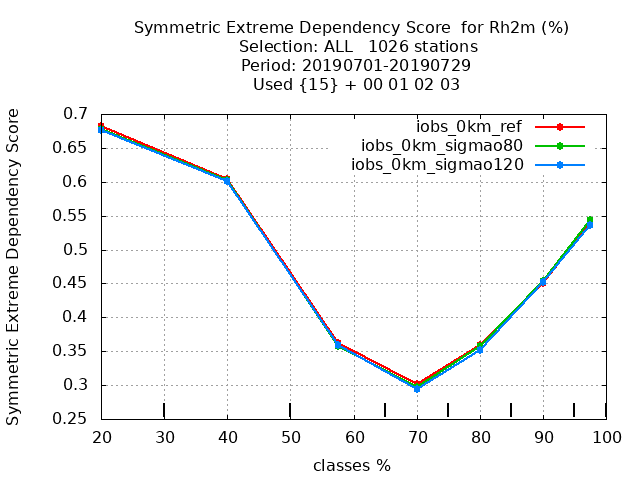 Symmetric Extreme Dependency Score  for Rh2m (%)
Selection: ALL   1026 stations
Period: 20190701-20190729
Used {15} + 00 01 02 03
iobs_0km_ref
iobs_0km_sigmao80
iobs_0km_sigmao120
Symmetric Extreme Dependency Score
0.7
0.65
0.6
0.55
0.5
0.45
0.4
0.35
0.3
0.25
20 30 40 50 60 70 80 90 100
classes %